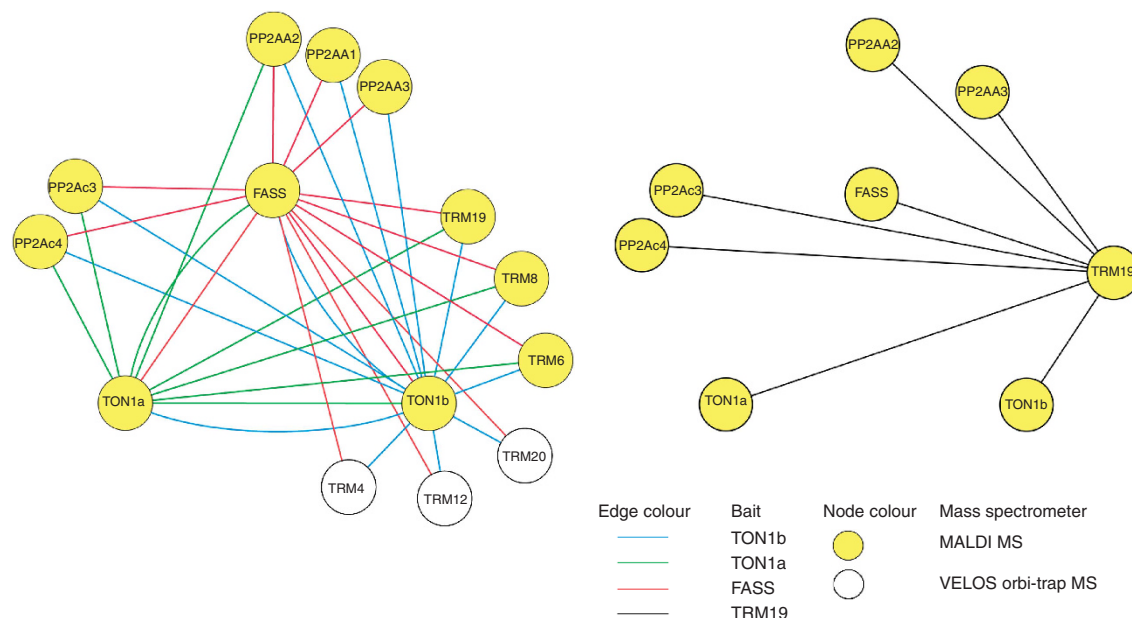 PP2AA2
PP2AA1
PP2AA3
PP2Ac3
FASS
PP2Ac4
TRM19
TRM8
TRM6
TON1a
TON1b
TRM20
TRM4
TRM12
PP2AA2
PP2AA3
PP2Ac3
FASS
PP2Ac4
TRM19
TON1a
TON1b
Edge colour Bait Node colour Mass spectrometer
TON1b MALDI MS
TON1a
FASS VELOS orbi-trap MS
TRM19